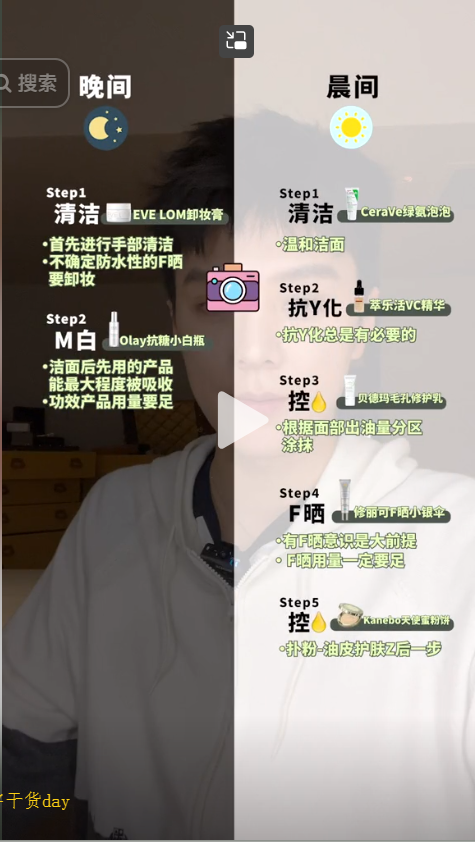 搜索
晚间
Step1
清洁 EVE LOM卸妆膏
•首先进行手部清洁
•不确定防水性的F晒
要卸妆
Step2
M白 Olay抗糖小白瓶
•洁面后先用的产品
能最大程度被吸收
•功效产品用量要足
晨间
Step1
清洁 CeraVe绿氨泡泡
•温和洁面
Step2
抗Y化 萃乐活VC精华
•抗Y化总是有必要的
Step3
控 贝德玛毛孔修护乳
•根据面部出油量分区
涂抹
Step4
F晒 修丽可F晒小银伞
•有F晒意识是大前提
• F晒用量一定要足
Step5
控 Kanebo天使蜜粉饼
•扑粉-油皮护肤Z后一步
干货day